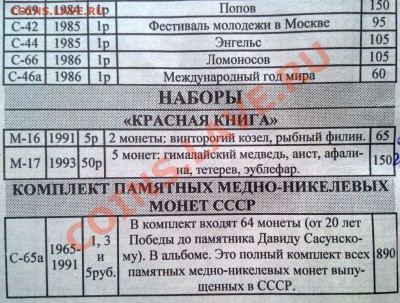 С-69 1984 1р Попов 150
С-42 1985 1р Фестиваль молодежи в Москве 95
С-44 1985 1р Энгельс 105
С-66 1986 1р Ломоносов 105
С-46а 1986 1р Международный год мира 60
НАБОРЫ
«КРАСНАЯ КНИГА»
М-16 1991 5р 2 монеты: винторогий козел, рыбный филин. 65
М-17 1993 50р 5 монет: гималайский медведь, аист, афали-
на, тетерев, эублефар. 150
КОМПЛЕКТ ПАМЯТНЫХ МЕДНО-НИКЕЛЕВЫХ
МОНЕТ СССР
С-65а 1965-1991 1, 3 и 5руб. В комплект входят 64 монеты (от 20 лет
Победы до памятника Давиду Сасунско-
му). В альбоме. Это полный комплект всех
памятных медно-никелевых монет выпу-
щенных в СССР. 890
COINS.LAVE.RU